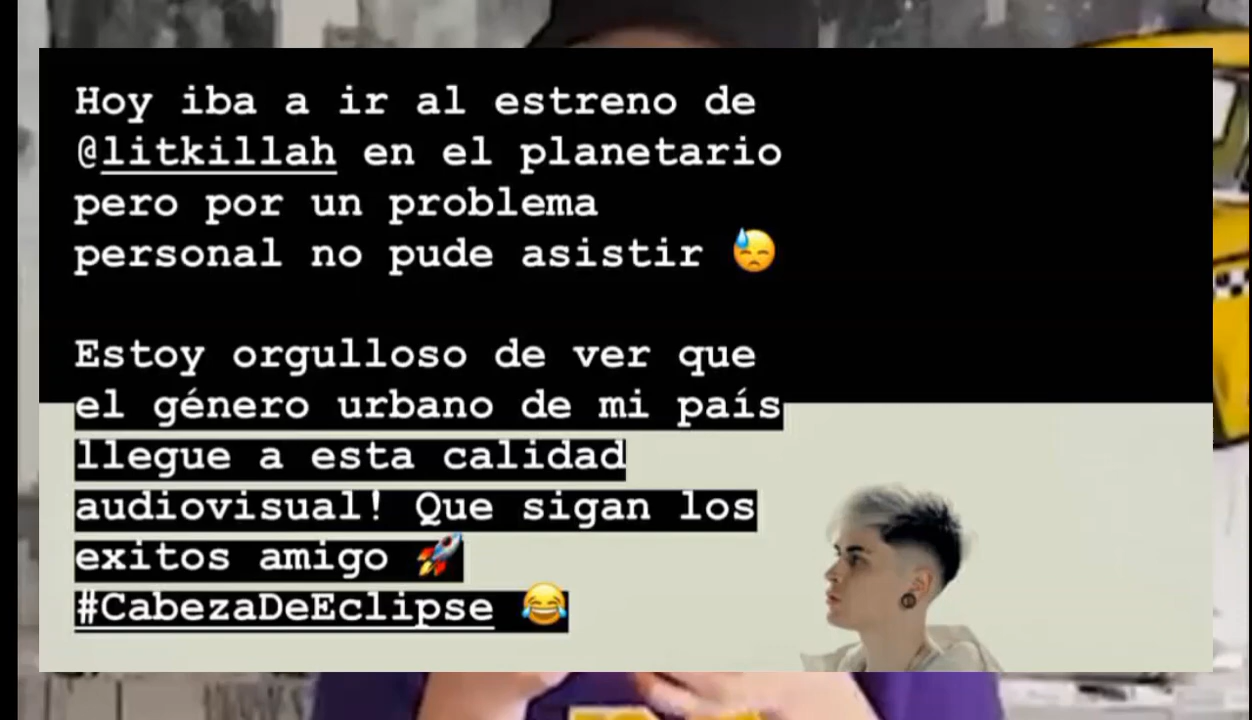 Hoy iba a ir al estreno de
@litkillah en el planetario
pero por un problema
personal no pude asistir 😓
Estoy orgulloso de ver que
el género urbano de mi país
llegue a esta calidad
audiovisual! Que sigan los
exitos amigo 🚀
#CabezaDeEclipse 😂